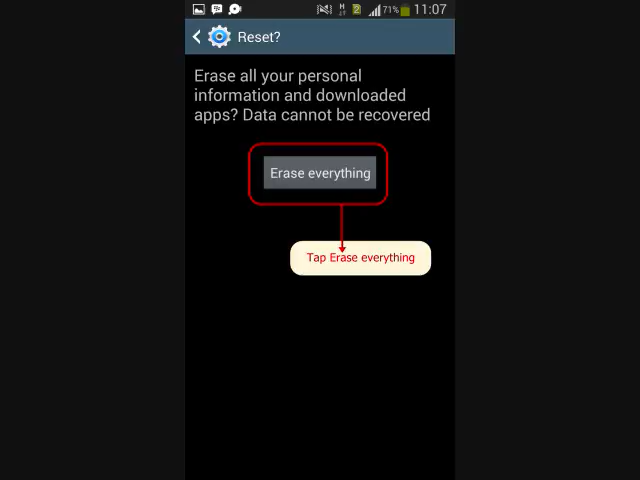 71% 11:07
Reset?
Erase all your personal
information and downloaded
apps? Data cannot be recovered
Erase everything
Tap Erase everything